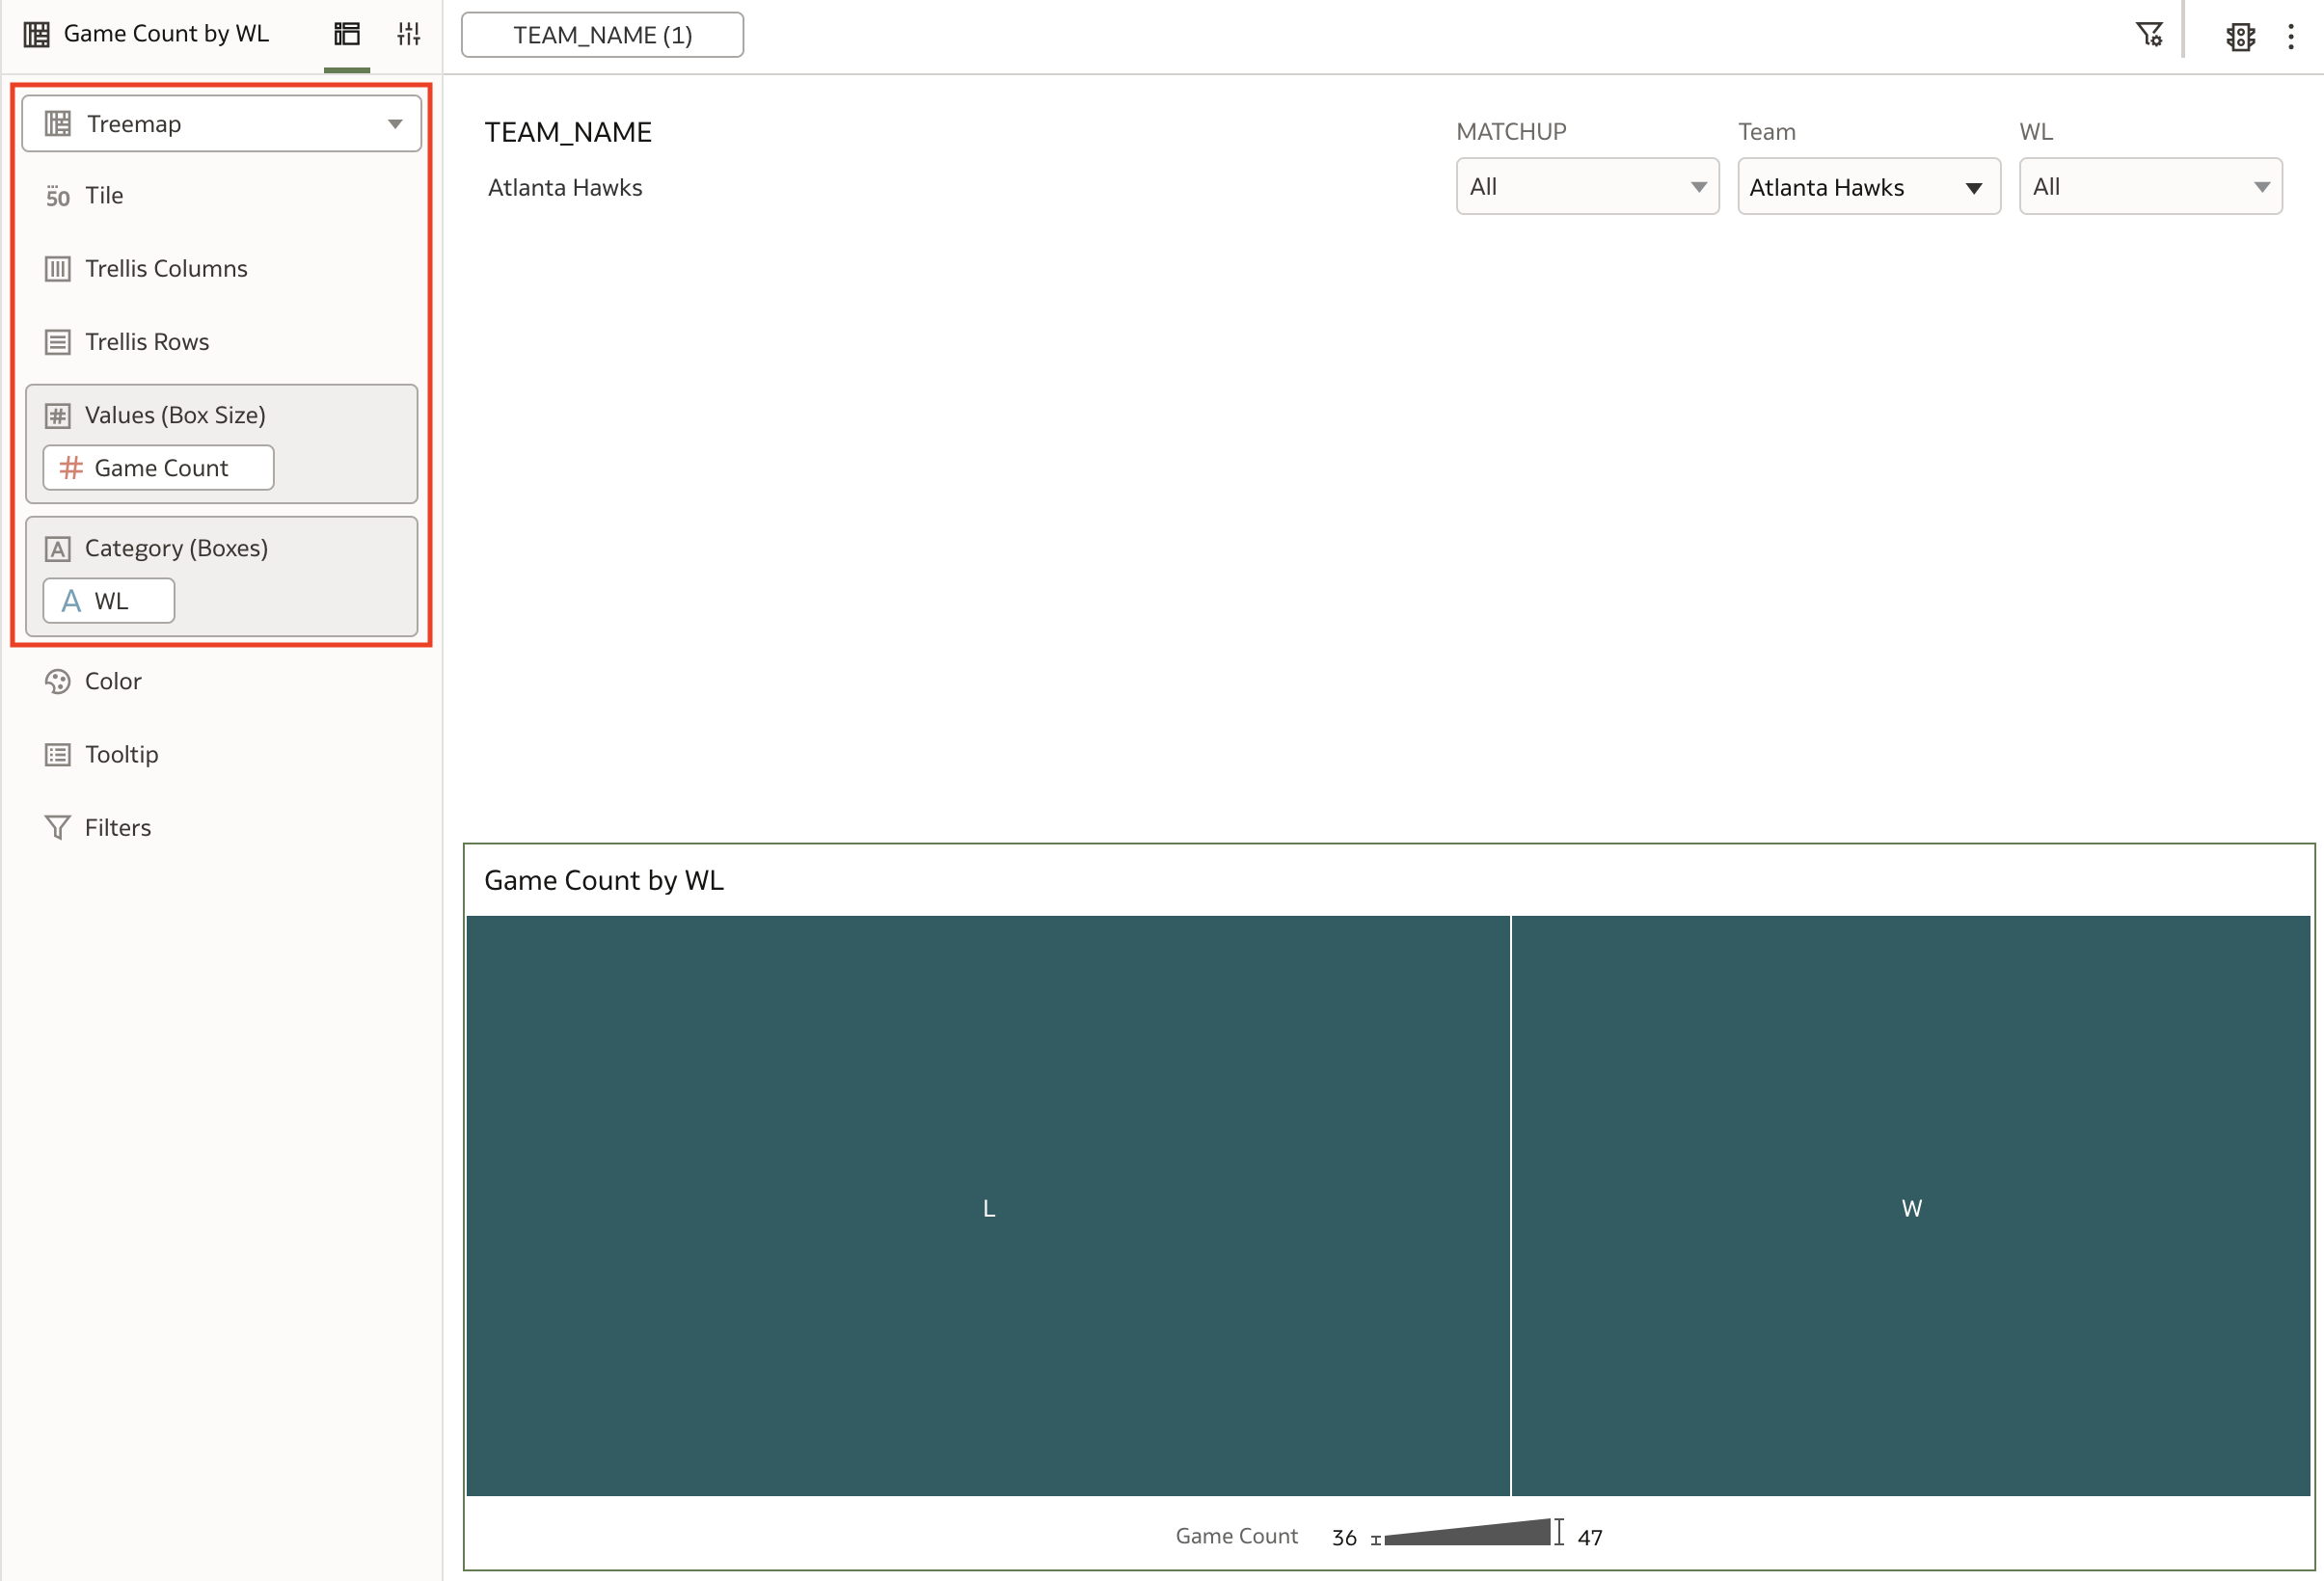 Game Count by WL
TEAM_NAME (1)
Treemap
50 Tile
Trellis Columns
Trellis Rows
# Values (Box Size)
# Game Count
A Category (Boxes)
A WL
Color
Tooltip
Filters
TEAM_NAME
Atlanta Hawks
MATCHUP
All
Team
Atlanta Hawks
WL
All
Game Count by WL
L
W
Game Count 36 47